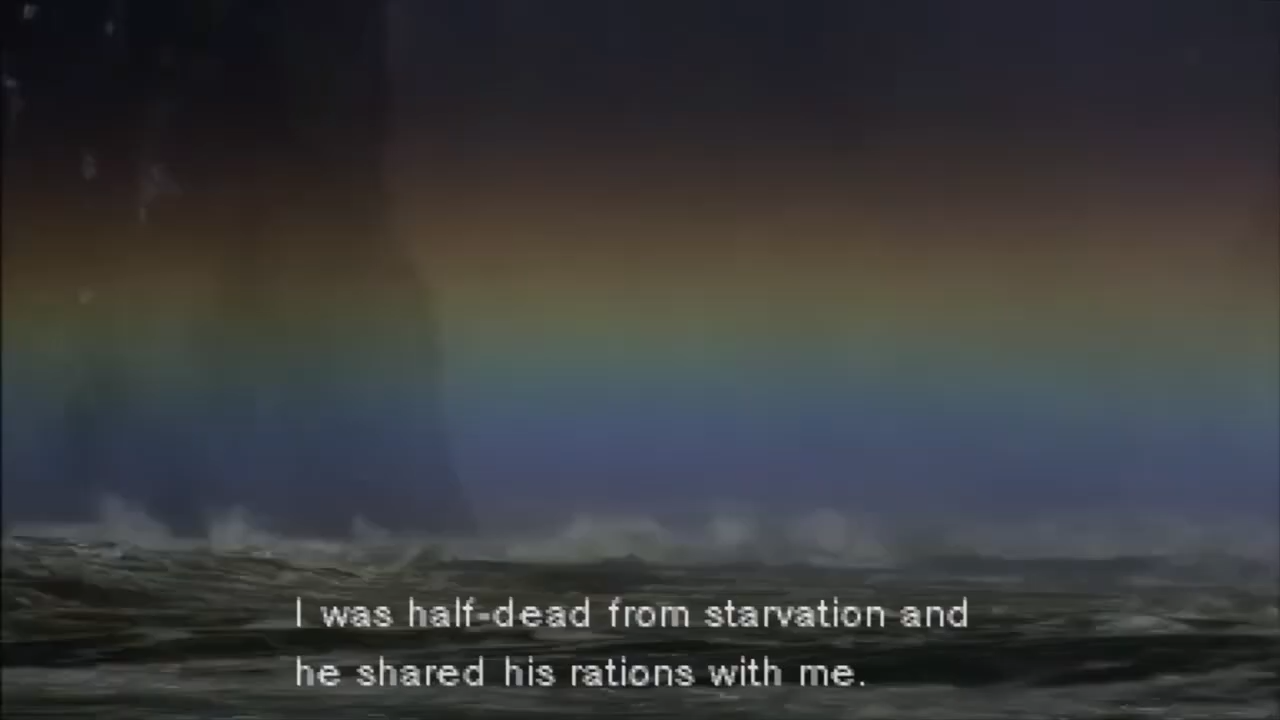 I was half-dead from starvation and
he shared his rations with me.